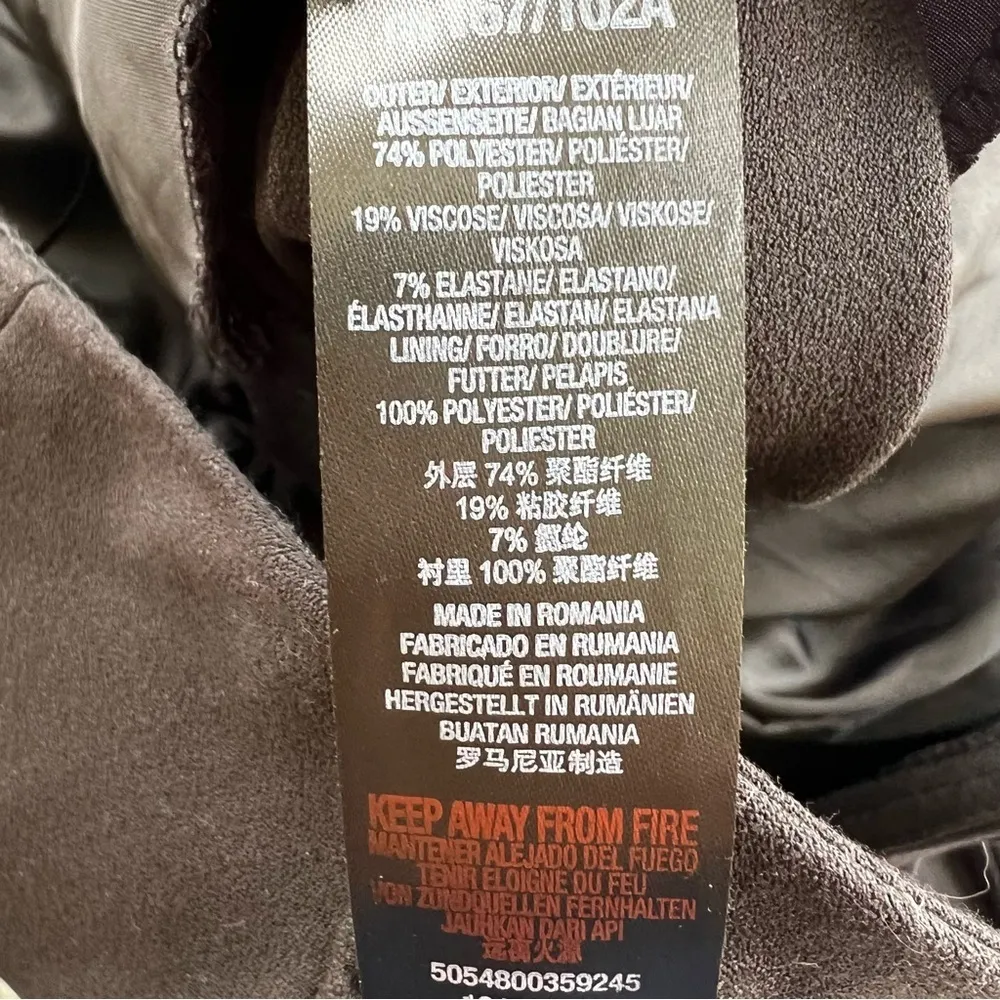 67/102A
OUTER/ EXTERIOR/ EXTÉRIEUR/
AUSSENSEITE/ BAGIAN LUAR
74% POLYESTER/ POLIÉSTER/
POLIESTER
19% VISCOSE/ VISCOSA/ VISKOSE/
VISKOSA
7% ELASTANE/ ELASTANO/
ÉLASTHANNE/ ELASTAN/ ELASTANA
LINING/ FORRO/ DOUBLURE/
FUTTER/ PELAPIS
100% POLYESTER/ POLIÉSTER/
POLIESTER
外层 74% 聚酯纤维
19% 粘胶纤维
7% 氨纶
衬里 100% 聚酯纤维
MADE IN ROMANIA
FABRICADO EN RUMANIA
FABRIQUÉ EN ROUMANIE
HERGESTELLT IN RUMÄNIEN
BUATAN RUMANIA
罗马尼亚制造
KEEP AWAY FROM FIRE
MANTENER ALEJADO DEL FUEGO
TENIR ELOIGNE DU FEU
VON ZÜNDQUELLEN FERNHALTEN
JAUHKAN DARI API
远离火源
5054800359245